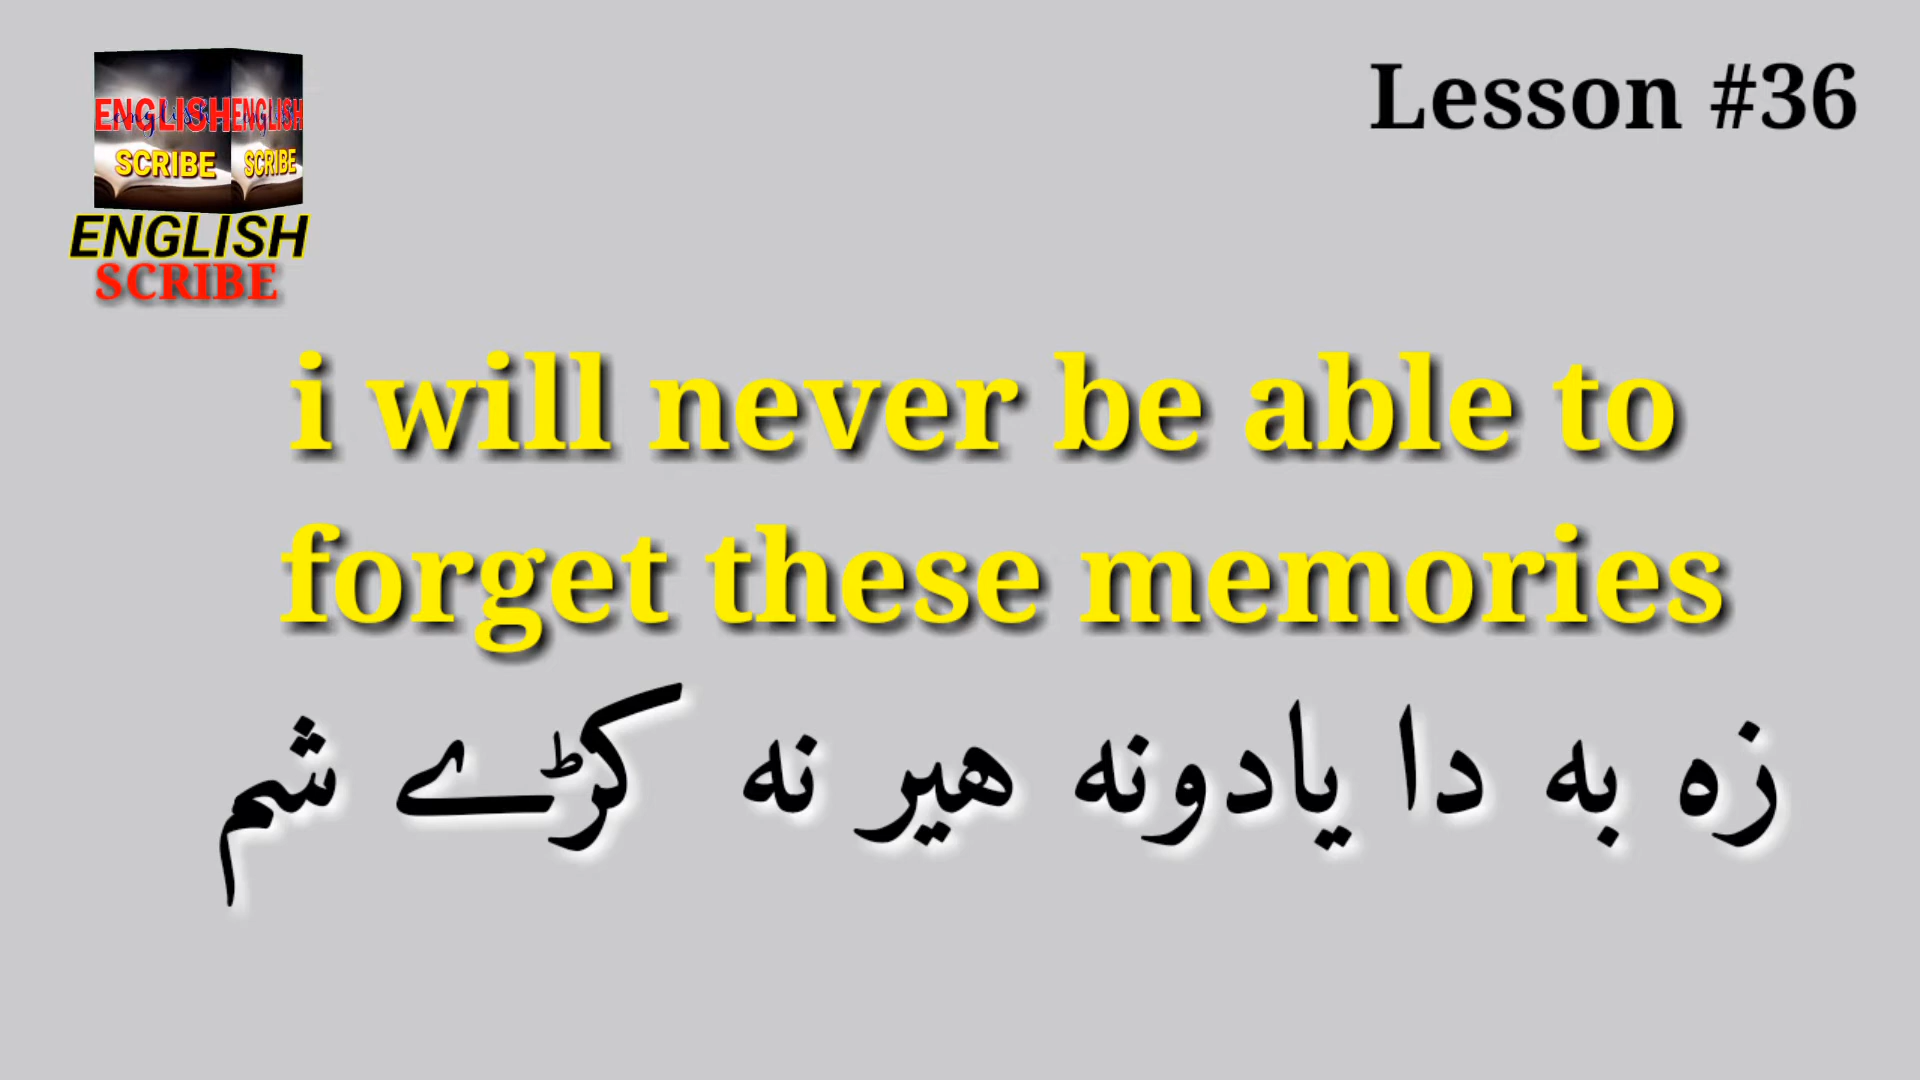 ENGLISH ENGLISH
SCRIBE SCRIBE
ENGLISH
SCRIBE
Lesson #36
i will never be able to
forget these memories
زه به دا یادونه هیر نه کڑے شم